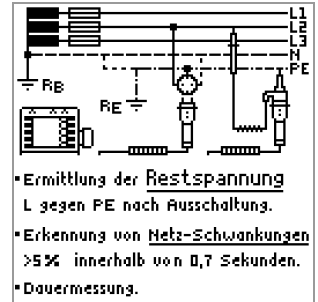 L1
L2
L3
N
PE
RB
RE
▪Ermittlung der Restspannung
L gegen PE nach Ausschaltung.
▪Erkennung von Netz-Schwankungen
>5% innerhalb von 0,7 Sekunden.
▪Dauermessung.